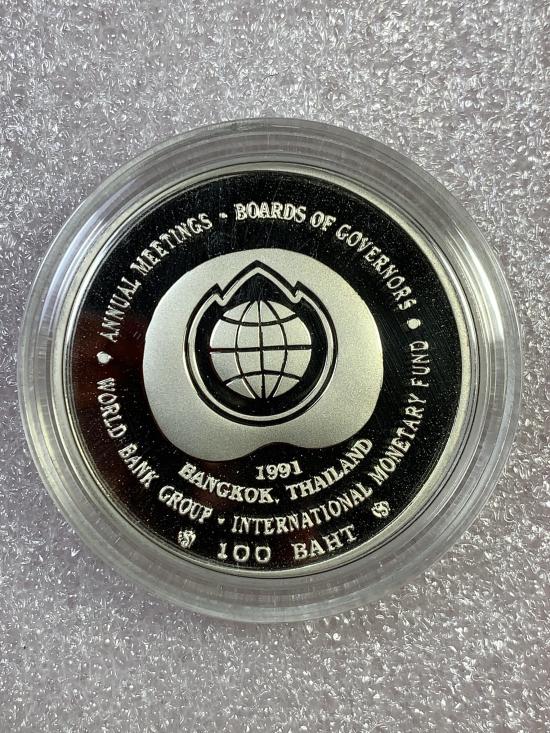 ANNUAL MEETINGS • BOARDS OF GOVERNORS •
WORLD BANK GROUP • INTERNATIONAL MONETARY FUND •
1991
BANGKOK, THAILAND
100 BAHT